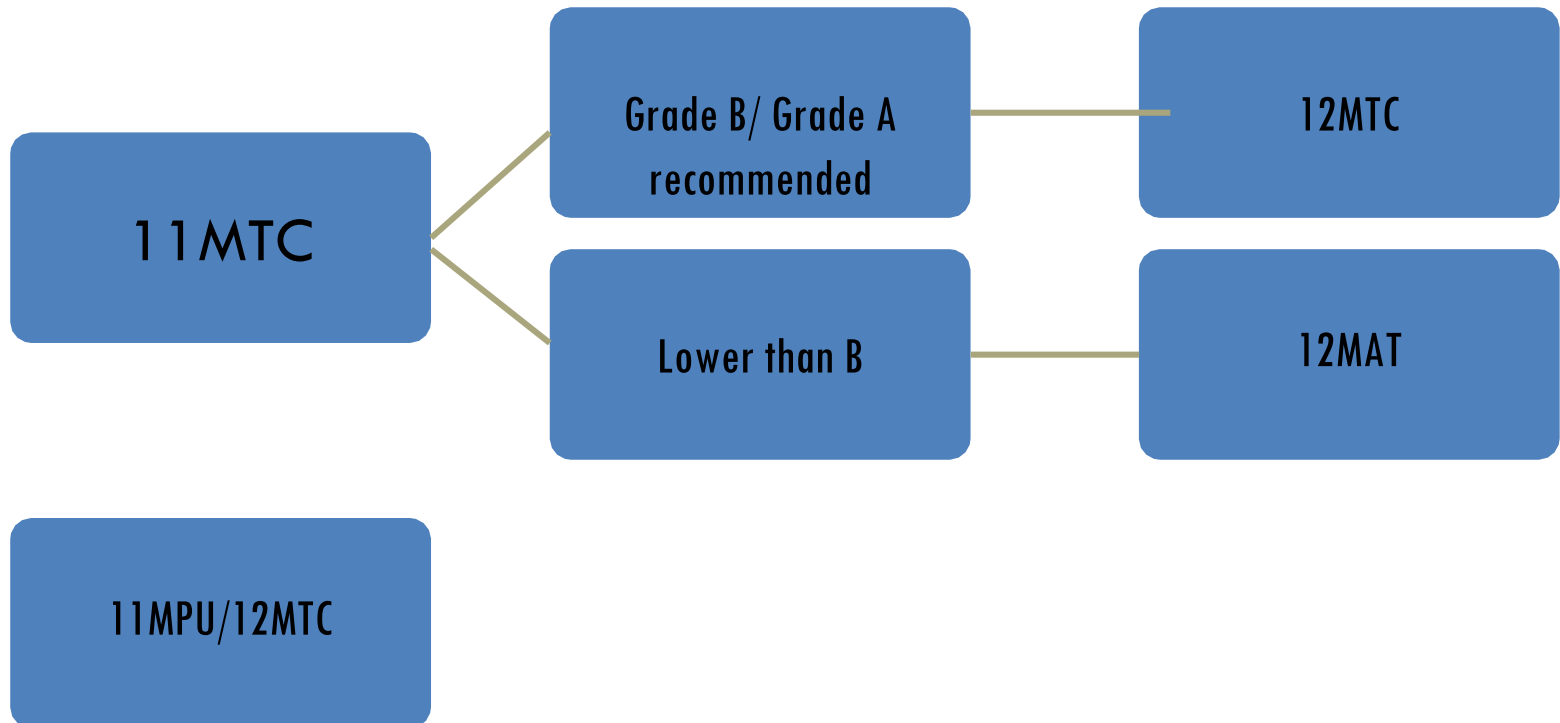 11MTC
Grade B/ Grade A
recommended
12MTC
Lower than B
12MAT
11MPU/12MTC